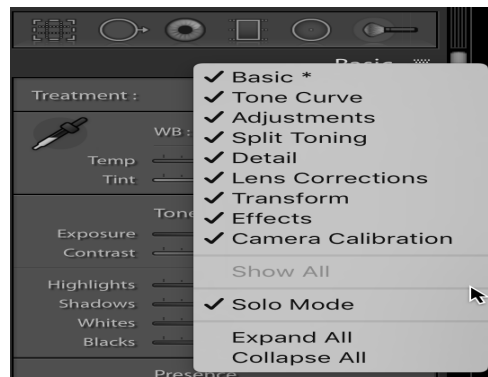 Basic
Treatment :
WB :
Temp
Tint
Tone
Exposure
Contrast
Highlights
Shadows
Whites
Blacks
Presence
✓ Basic *
✓ Tone Curve
✓ Adjustments
✓ Split Toning
✓ Detail
✓ Lens Corrections
✓ Transform
✓ Effects
✓ Camera Calibration
Show All
✓ Solo Mode
Expand All
Collapse All